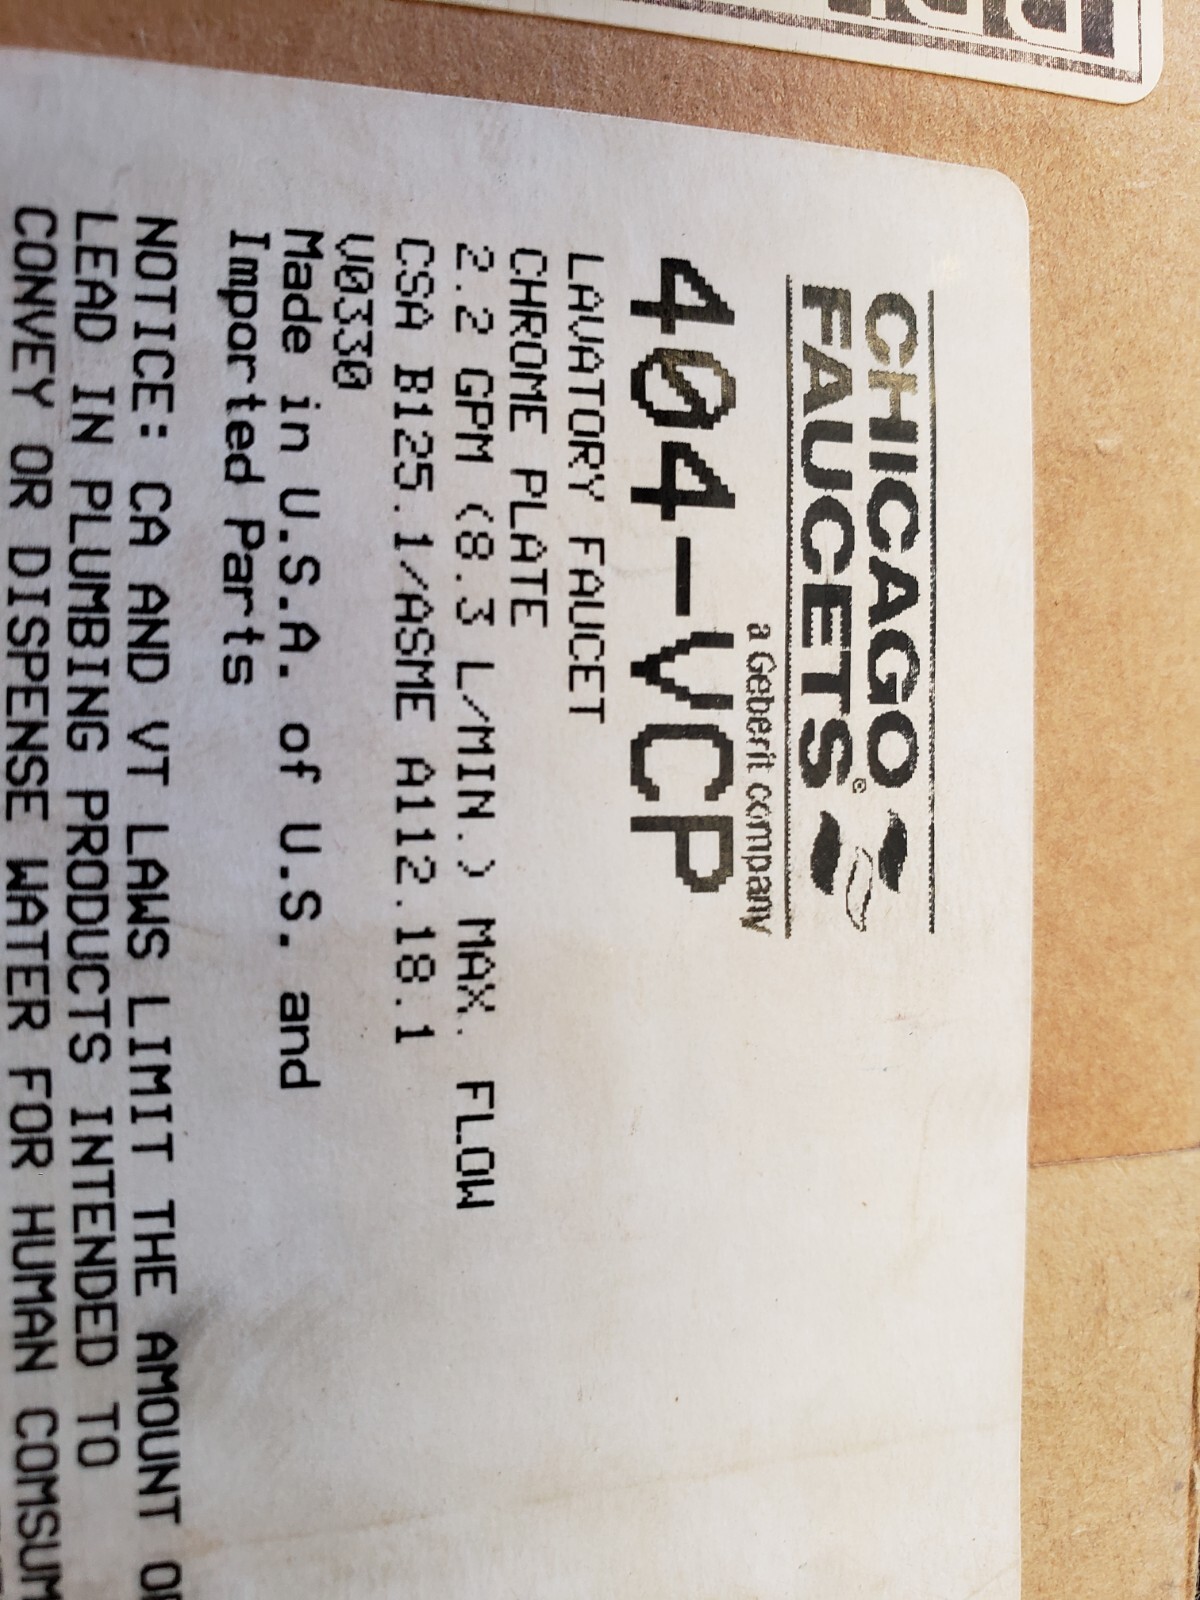 CHICAGO
FAUCETS®
a Geberit company
404-VCP
LAVATORY FAUCET
CHROME PLATE
2.2 GPM (8.3 L/MIN.) MAX. FLOW
CSA B125.1/ASME A112.18.1
V0330
Made in U.S.A. of U.S. and
Imported Parts
NOTICE: CA AND VT LAWS LIMIT THE AMOUNT
LEAD IN PLUMBING PRODUCTS INTENDED TO
CONVEY OR DISPENSE WATER FOR HUMAN COMSUM